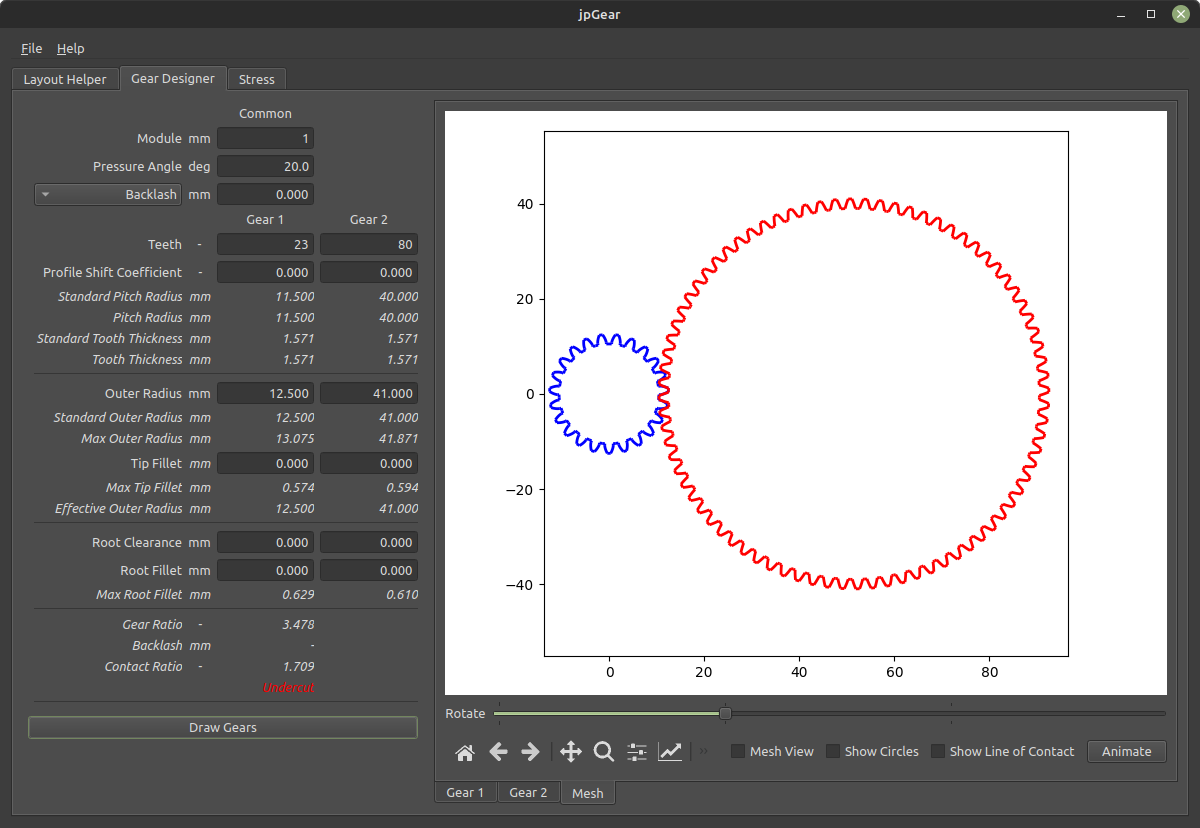 jpGear
File Help
Layout Helper Gear Designer Stress
Common
Module mm 1
Pressure Angle deg 20.0
Backlash mm 0.000
Gear 1 Gear 2
Teeth - 23 80
Profile Shift Coefficient - 0.000 0.000
Standard Pitch Radius mm 11.500 40.000
Pitch Radius mm 11.500 40.000
Standard Tooth Thickness mm 1.571 1.571
Tooth Thickness mm 1.571 1.571
Outer Radius mm 12.500 41.000
Standard Outer Radius mm 12.500 41.000
Max Outer Radius mm 13.075 41.871
Tip Fillet mm 0.000 0.000
Max Tip Fillet mm 0.574 0.594
Effective Outer Radius mm 12.500 41.000
Root Clearance mm 0.000 0.000
Root Fillet mm 0.000 0.000
Max Root Fillet mm 0.629 0.610
Gear Ratio - 3.478
Backlash mm -
Contact Ratio - 1.709
Undercut
Draw Gears
40
20
0
−20
−40
0 20 40 60 80
Rotate
Mesh View Show Circles Show Line of Contact Animate
Gear 1 Gear 2 Mesh